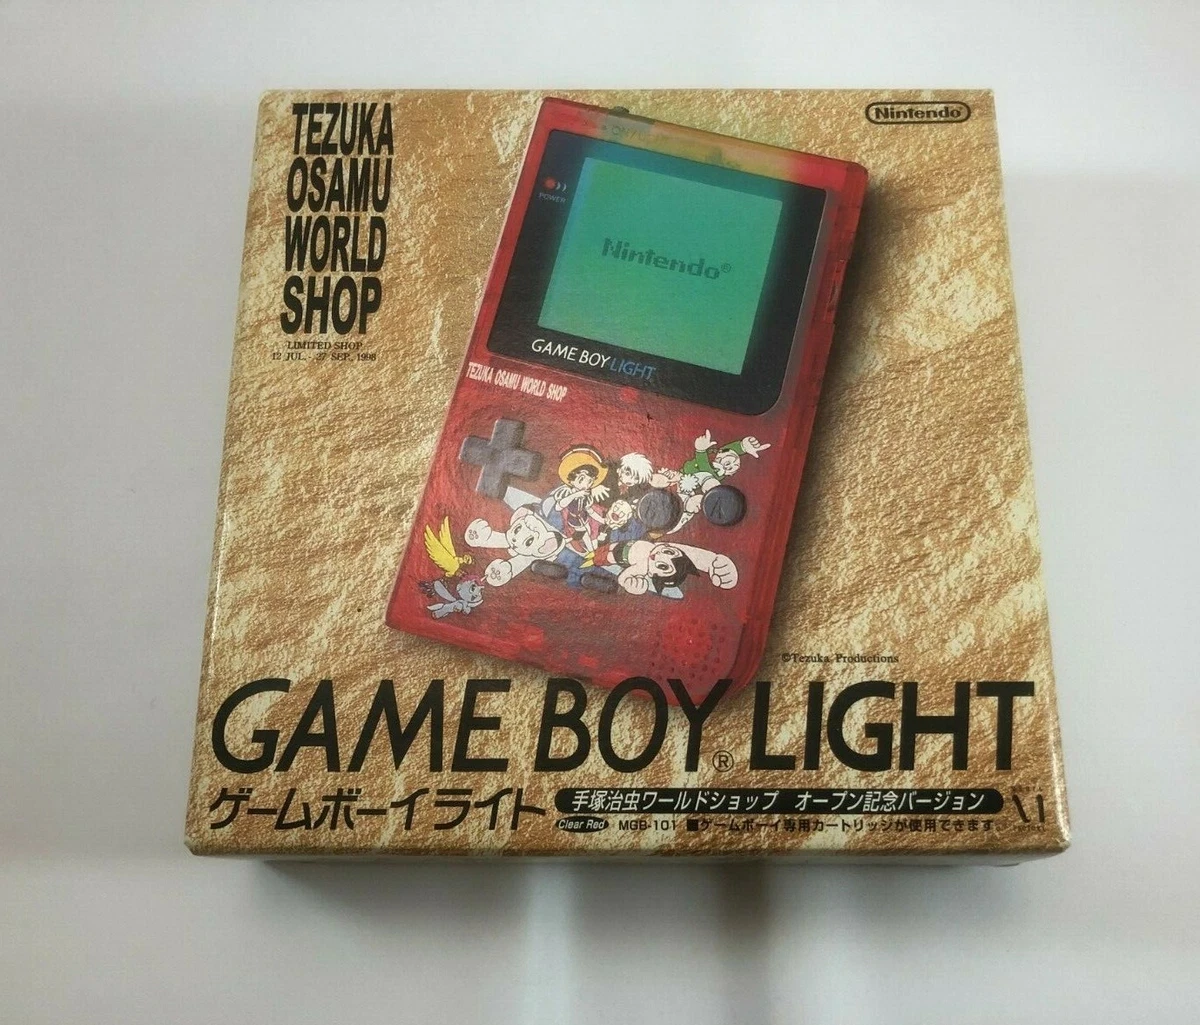 TEZUKA
OSAMU
WORLD
SHOP
LIMITED SHOP
12 JUL. - 27 SEP., 1998
Nintendo
POWER
Nintendo®
GAME BOY LIGHT
TEZUKA OSAMU WORLD SHOP
A
©Tezuka Productions
GAME BOY® LIGHT
ゲームボーイライト
手塚治虫ワールドショップ オープン記念バージョン
Clear Red MGB-101 ■ゲームボーイ専用カートリッジが使用できます